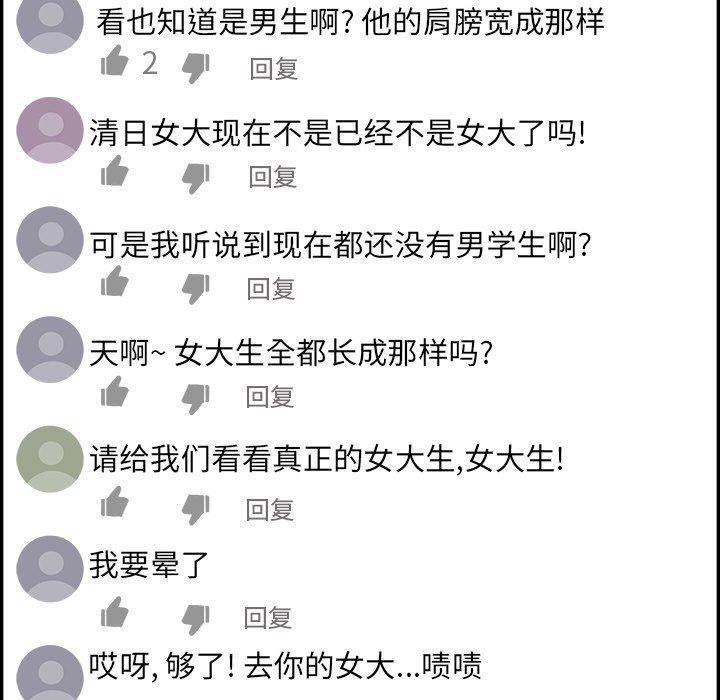 看也知道是男生啊? 他的肩膀宽成那样
2 回复
清日女大现在不是已经不是女大了吗!
回复
可是我听说到现在都还没有男学生啊?
回复
天啊~ 女大生全都长成那样吗?
回复
请给我们看看真正的女大生,女大生!
回复
我要晕了
回复
哎呀, 够了! 去你的女大...啧啧